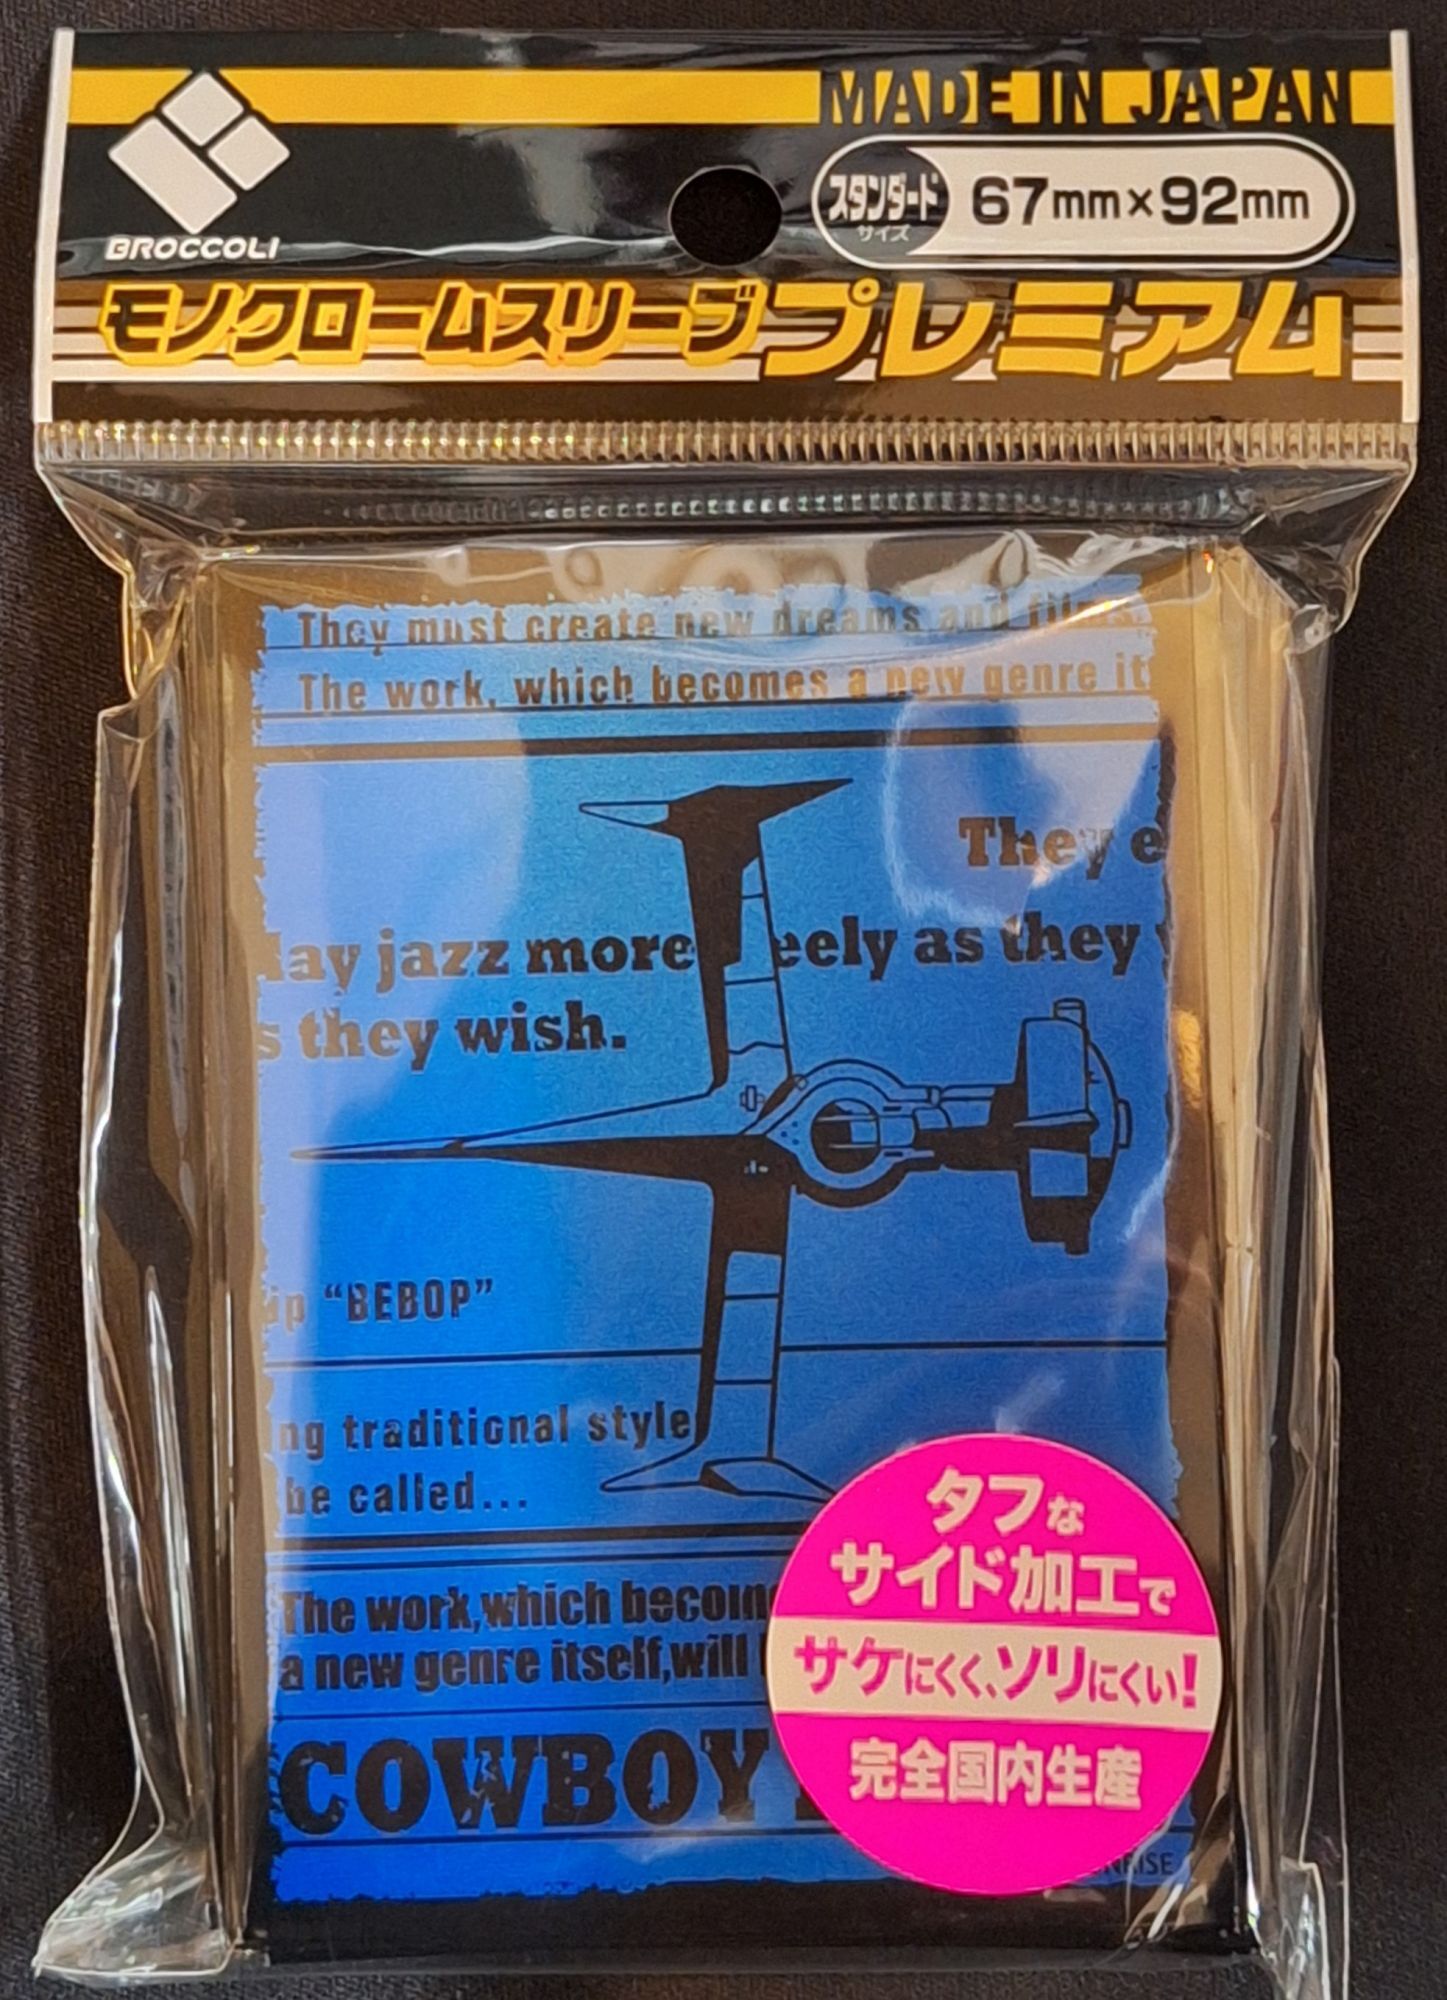 MADE IN JAPAN
BROCCOLI
スタンダード
サイズ
67mm×92mm
モノクロームスリーブプレミアム
They must create new dreams and films.
The work, which becomes a new genre it
They e
lay jazz more eely as they
s they wish.
ip “BEBOP”
ng traditional style
be called...
The work,which becom
a new genre itself,will
COWBOY
NRISE
タフな
サイド加工で
サケにくく、ソリにくい!
完全国内生産